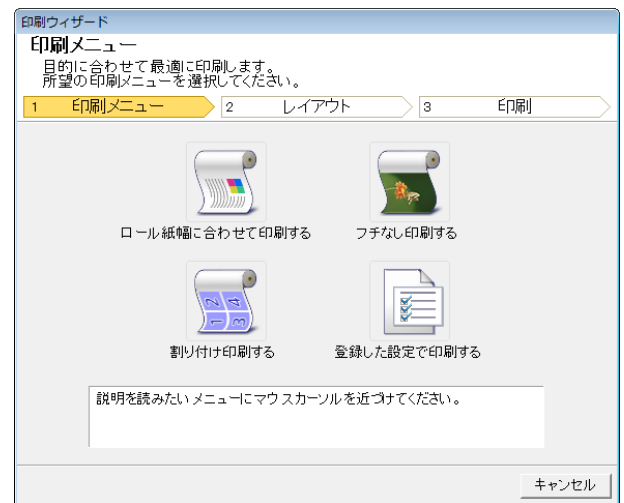 印刷ウィザード
印刷メニュー
目的に合わせて最適に印刷します。
所望の印刷メニューを選択してください。
1 印刷メニュー 2 レイアウト 3 印刷
ロール紙幅に合わせて印刷する フチなし印刷する
1 2 3 4
割り付け印刷する 登録した設定で印刷する
説明を読みたいメニューにマウスカーソルを近づけてください。
キャンセル